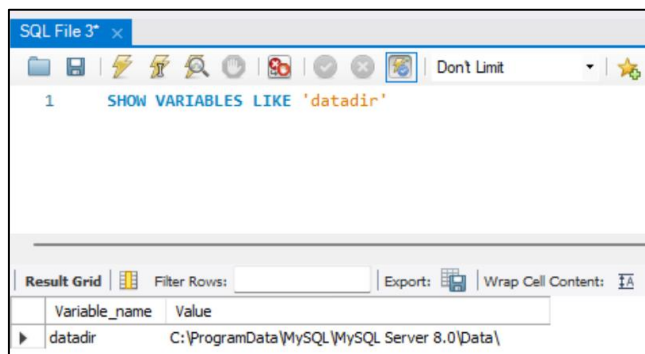 SQL File 3*
Don't Limit
1 SHOW VARIABLES LIKE 'datadir'
Result Grid Filter Rows: Export: Wrap Cell Content:
Variable_name Value
datadir C:\ProgramData\MySQL\MySQL Server 8.0\Data\